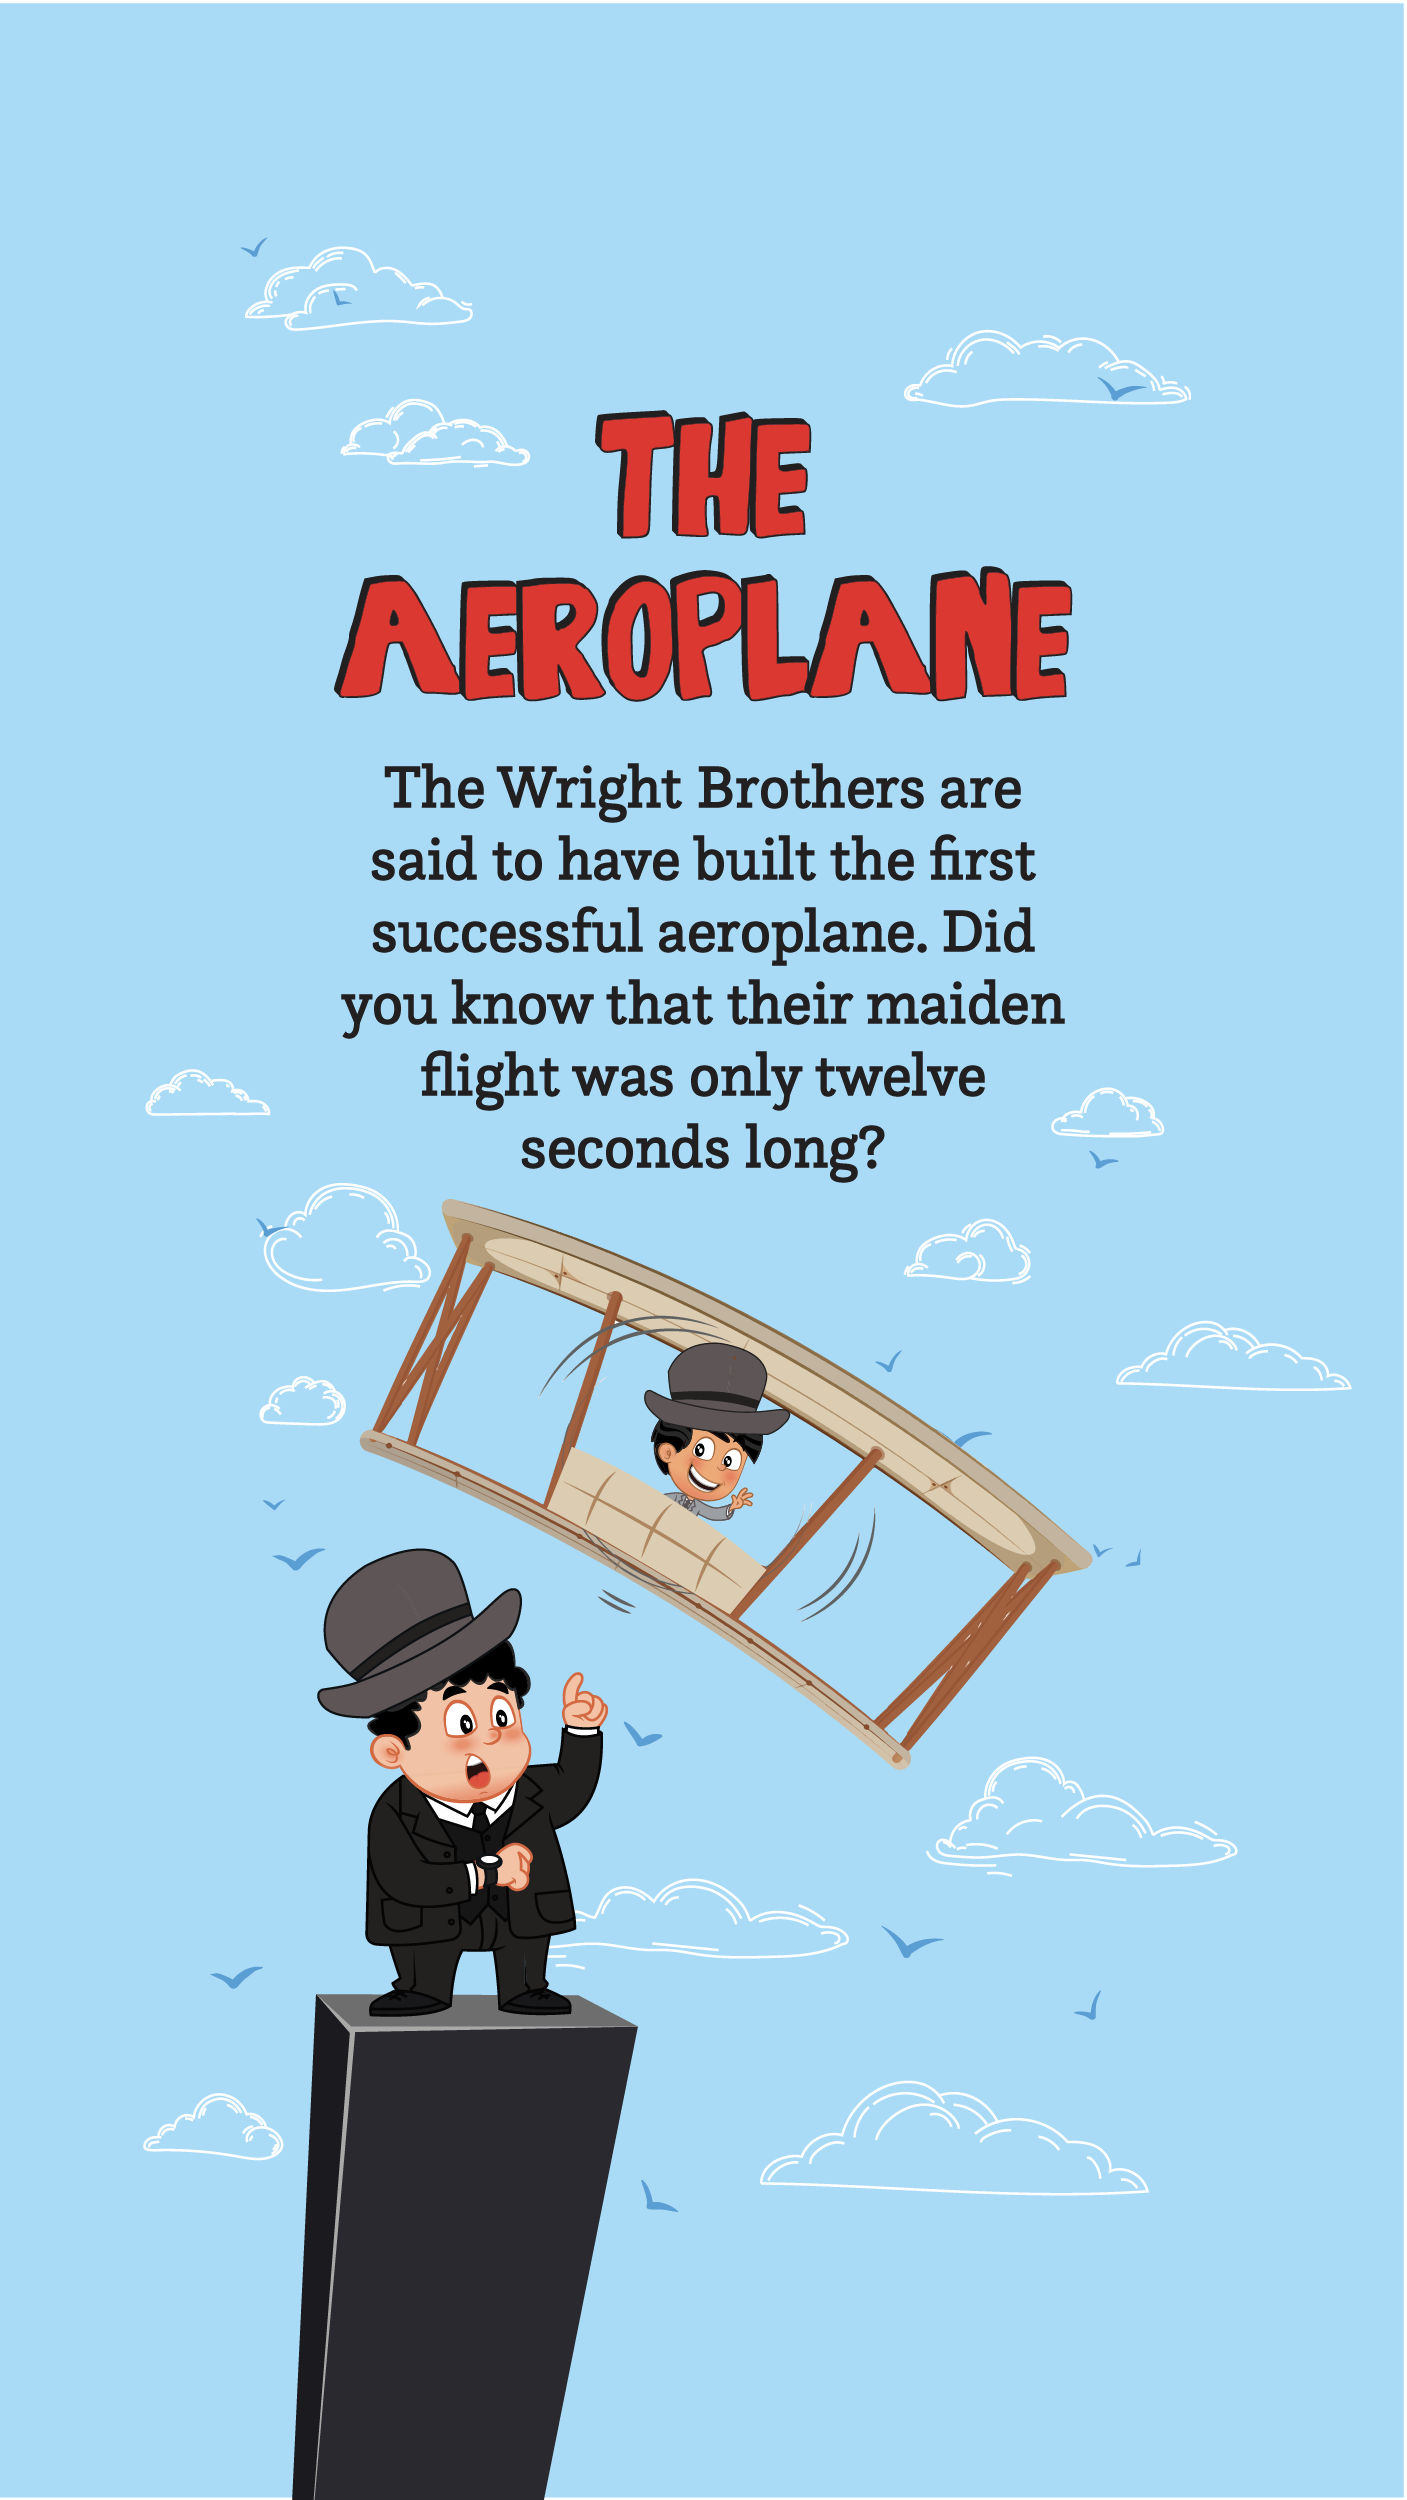 THE
AEROPLANE
The Wright Brothers are
said to have built the first
successful aeroplane. Did
you know that their maiden
flight was only twelve
seconds long?